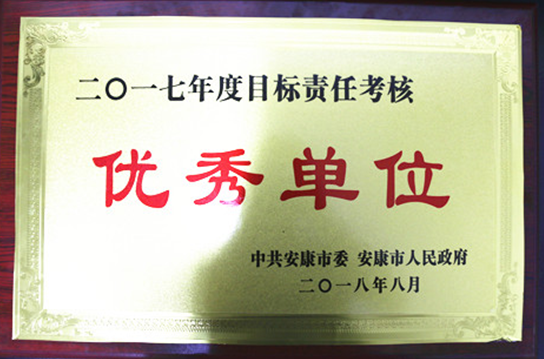 二〇一七年度目标责任考核
优秀单位
中共安康市委 安康市人民政府
二〇一八年八月